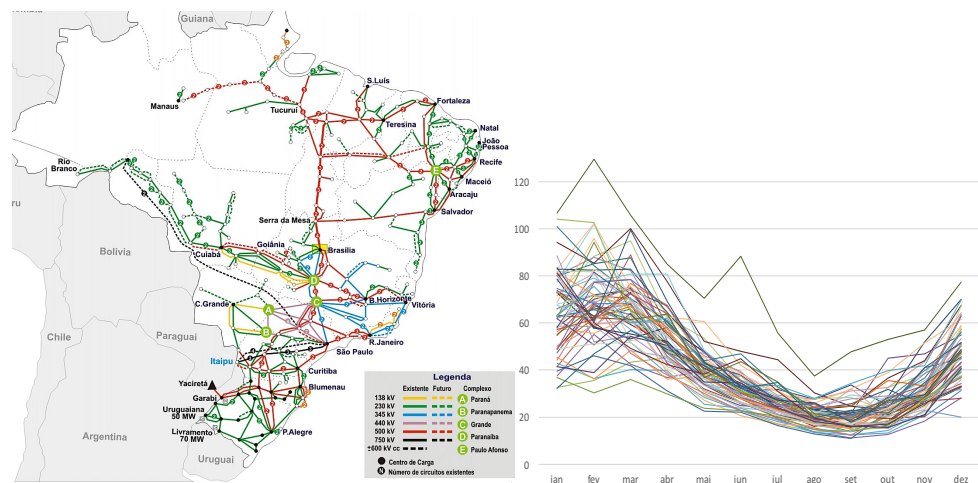 Guiana
S.Luis
Manaus
Tucurui
Fortaleza
Teresina
Natal
João
Pessoa
Recife
Maceió
Aracaju
Salvador
Rio
Branco
ru
Serra da Mesa
Bolivia
Cuiabá
Goiânia
Brasília
C.Grande
B.Horizonte
Vitória
R.Janeiro
São Paulo
Chile
Paraguai
Itaipu
Curitiba
Blumenau
Yaciretá
Garabi
Uruguaiana
50 MW
Livramento
70 MW
P.Alegre
Argentina
Uruguai
A
B
C
D
E
Legenda
Existente Futuro Complexo
138 kV A Paraná
230 kV B Paranapanema
345 kV
440 kV C Grande
500 kV D Paranaiba
750 kV
±600 kV cc E Paulo Afonso
Centro de Carga
N Número de circuitos existentes
120
100
80
60
40
20
0
jan fev mar abr mai jun jul ago set out nov dez